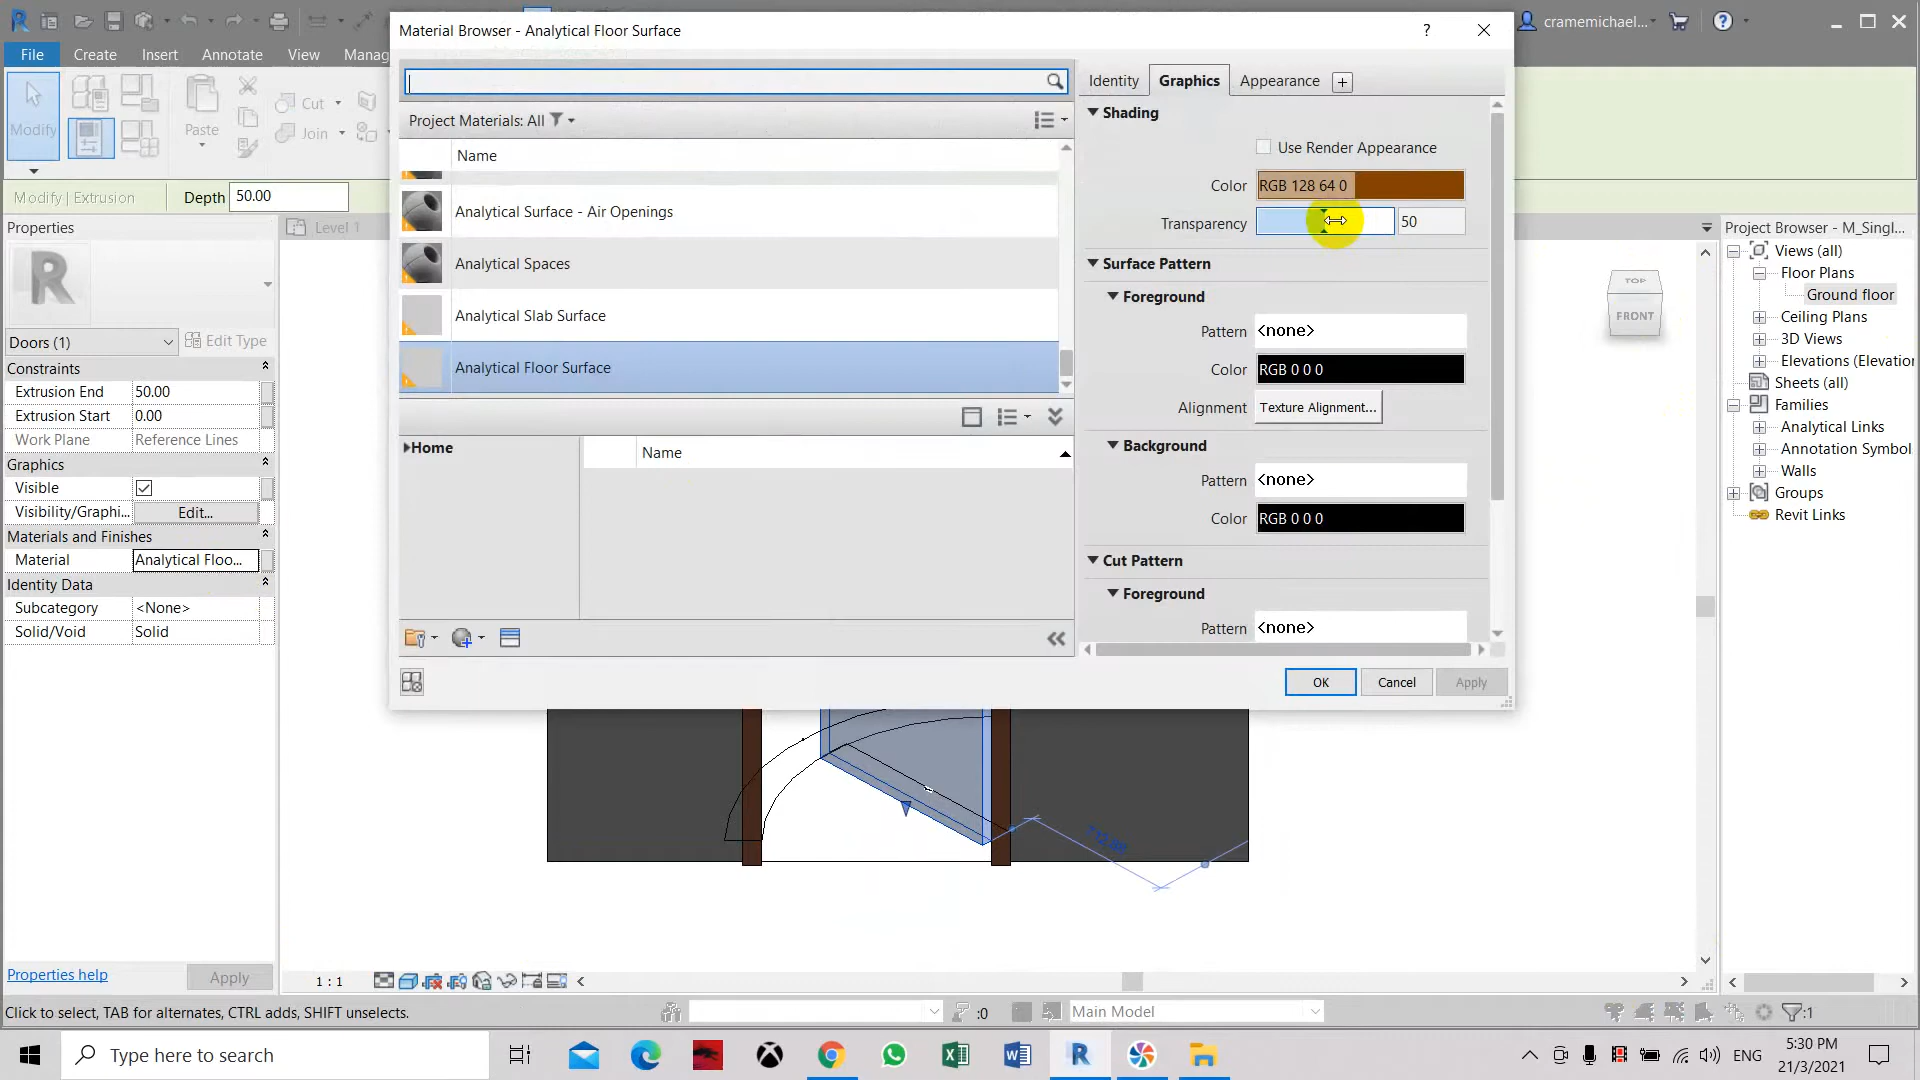 Material Browser - Analytical Floor Surface
cramemichael...
File
Create
Insert
Annotate
View
Manag
Modify
Paste
Cut
Join
Modify | Extrusion
Depth
50.00
Properties
Level 1
Doors (1)
Edit Type
Constraints
Extrusion End
50.00
Extrusion Start
0.00
Work Plane
Reference Lines
Graphics
Visible
Visibility/Graphi...
Edit...
Materials and Finishes
Material
Analytical Floo...
Identity Data
Subcategory
<None>
Solid/Void
Solid
Properties help
Apply
Project Materials: All
Name
Analytical Surface - Air Openings
Analytical Spaces
Analytical Slab Surface
Analytical Floor Surface
Home
Name
Identity
Graphics
Appearance
Shading
Use Render Appearance
Color
RGB 128 64 0
Transparency
50
Surface Pattern
Foreground
Pattern
<none>
Color
RGB 0 0 0
Alignment
Texture Alignment...
Background
Pattern
<none>
Color
RGB 0 0 0
Cut Pattern
Foreground
Pattern
<none>
OK
Cancel
Apply
TOP
FRONT
Project Browser - M_Singl...
Views (all)
Floor Plans
Ground floor
Ceiling Plans
3D Views
Elevations (Elevation
Sheets (all)
Families
Analytical Links
Annotation Symbol
Walls
Groups
Revit Links
1 : 1
Click to select, TAB for alternates, CTRL adds, SHIFT unselects.
:0
Main Model
:1
Type here to search
ENG
5:30 PM
21/3/2021